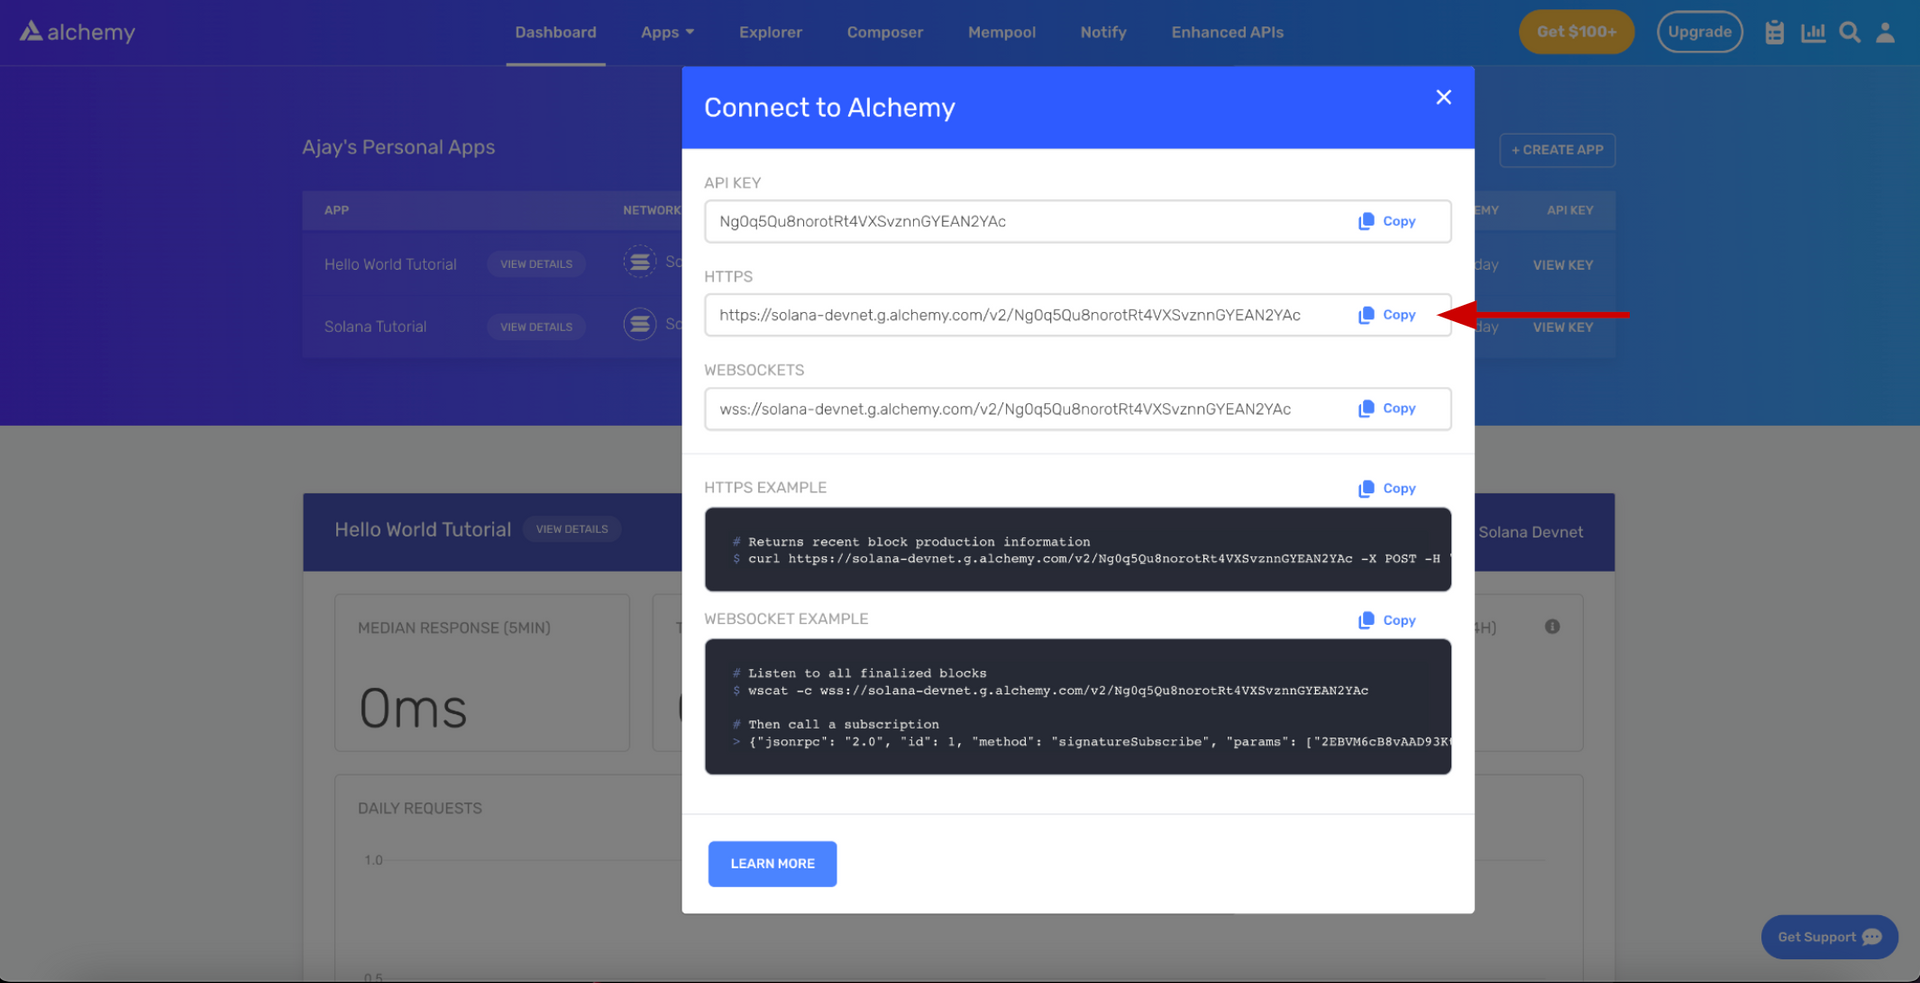 alchemy
Dashboard
Apps
Explorer
Composer
Mempool
Notify
Enhanced APIs
Get $100+
Upgrade
Connect to Alchemy
Ajay's Personal Apps
+ CREATE APP
API KEY
APP
NETWORK
Ng0q5Qu8norotRt4VXSvznnGYEAN2YAc
Copy
EMY
API KEY
Hello World Tutorial
VIEW DETAILS
So
day
VIEW KEY
HTTPS
https://solana-devnet.g.alchemy.com/v2/Ng0q5Qu8norotRt4VXSvznnGYEAN2YAc
Copy
Solana Tutorial
VIEW DETAILS
So
day
VIEW KEY
WEBSOCKETS
wss://solana-devnet.g.alchemy.com/v2/Ng0q5Qu8norotRt4VXSvznnGYEAN2YAc
Copy
HTTPS EXAMPLE
Copy
Hello World Tutorial
VIEW DETAILS
Solana Devnet
# Returns recent block production information
$ curl https://solana-devnet.g.alchemy.com/v2/Ng0q5Qu8norotRt4VXSvznnGYEAN2YAc -X POST -H
WEBSOCKET EXAMPLE
Copy
MEDIAN RESPONSE (5MIN)
4H)
0ms
# Listen to all finalized blocks
$ wscat -c wss://solana-devnet.g.alchemy.com/v2/Ng0q5Qu8norotRt4VXSvznnGYEAN2YAc
# Then call a subscription
> {"jsonrpc": "2.0", "id": 1, "method": "signatureSubscribe", "params": ["2EBVM6cB8vAAD93K
DAILY REQUESTS
1.0
0.5
LEARN MORE
Get Support